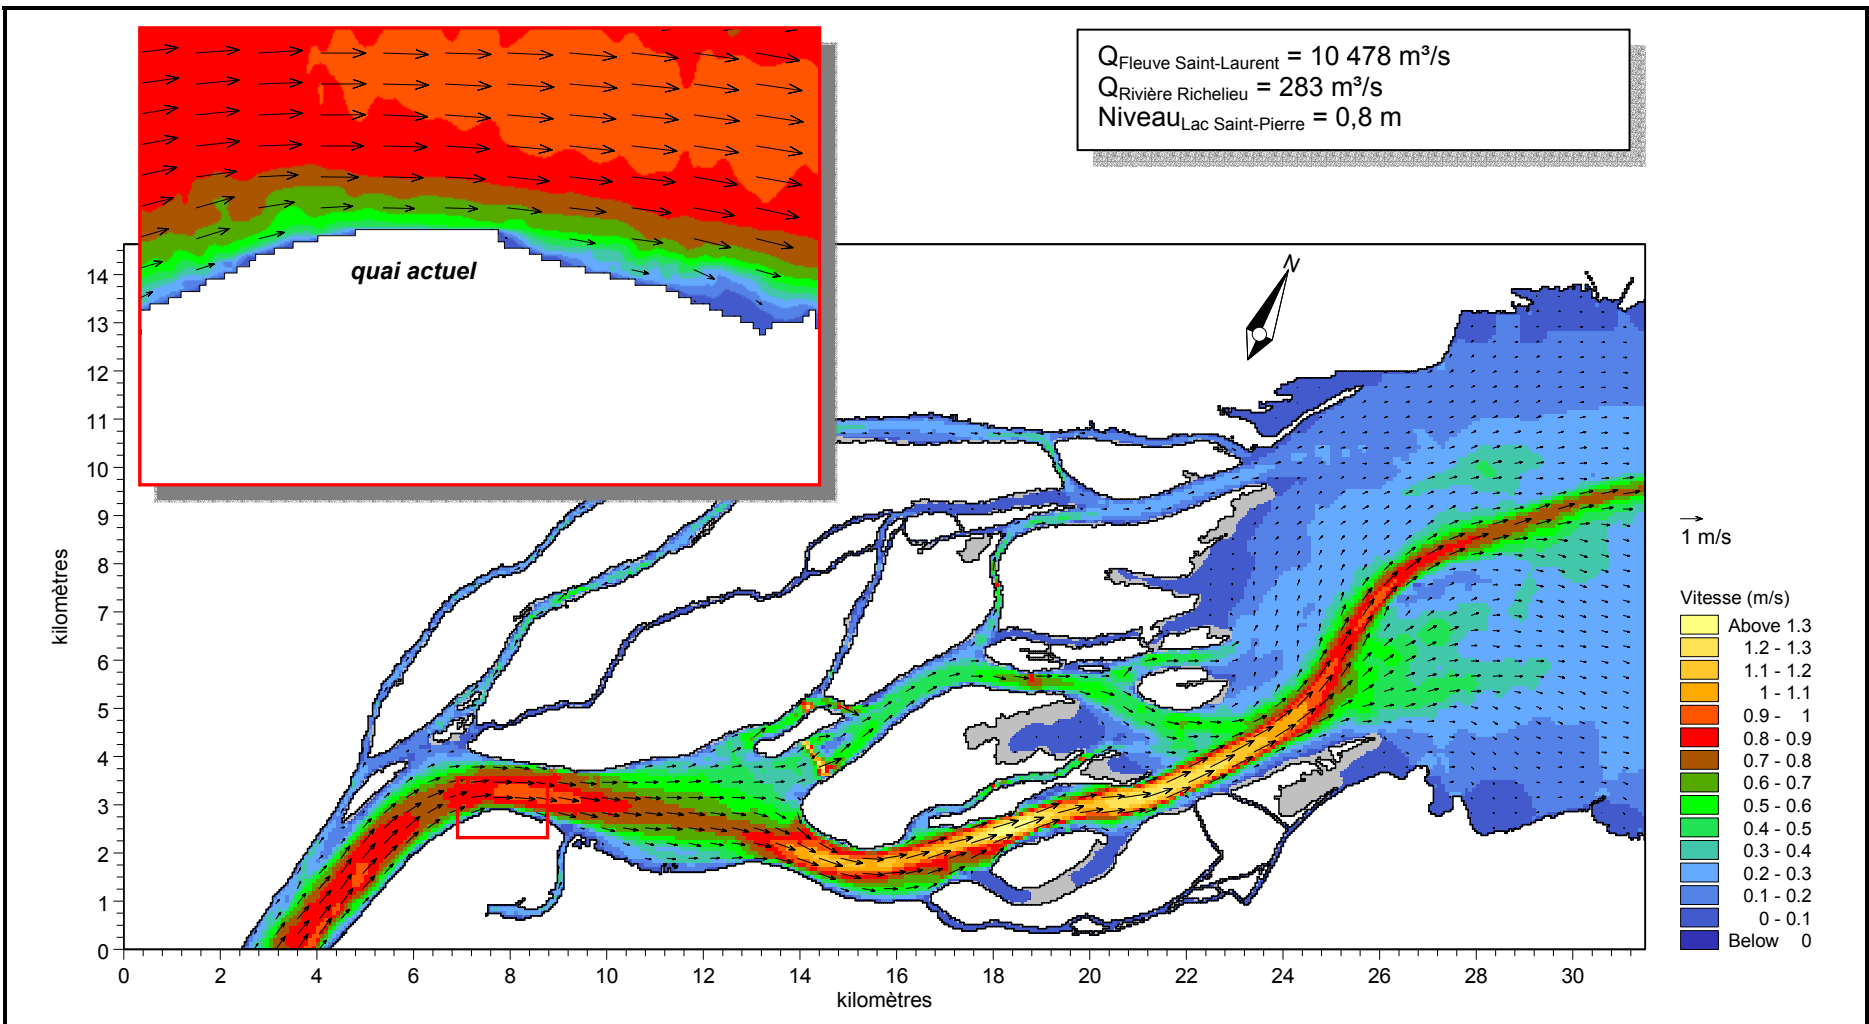 quai actuel
Q Fleuve Saint-Laurent = 10 478 m³/s
Q Rivière Richelieu = 283 m³/s
Niveau Lac Saint-Pierre = 0,8 m
N
1 m/s
Vitesse (m/s)
Above 1.3
1.2 - 1.3
1.1 - 1.2
1 - 1.1
0.9 - 1
0.8 - 0.9
0.7 - 0.8
0.6 - 0.7
0.5 - 0.6
0.4 - 0.5
0.3 - 0.4
0.2 - 0.3
0.1 - 0.2
0 - 0.1
Below 0
kilomètres
14
13
12
11
10
9
8
7
6
5
4
3
2
1
0
0 2 4 6 8 10 12 14 16 18 20 22 24 26 28 30
kilomètres